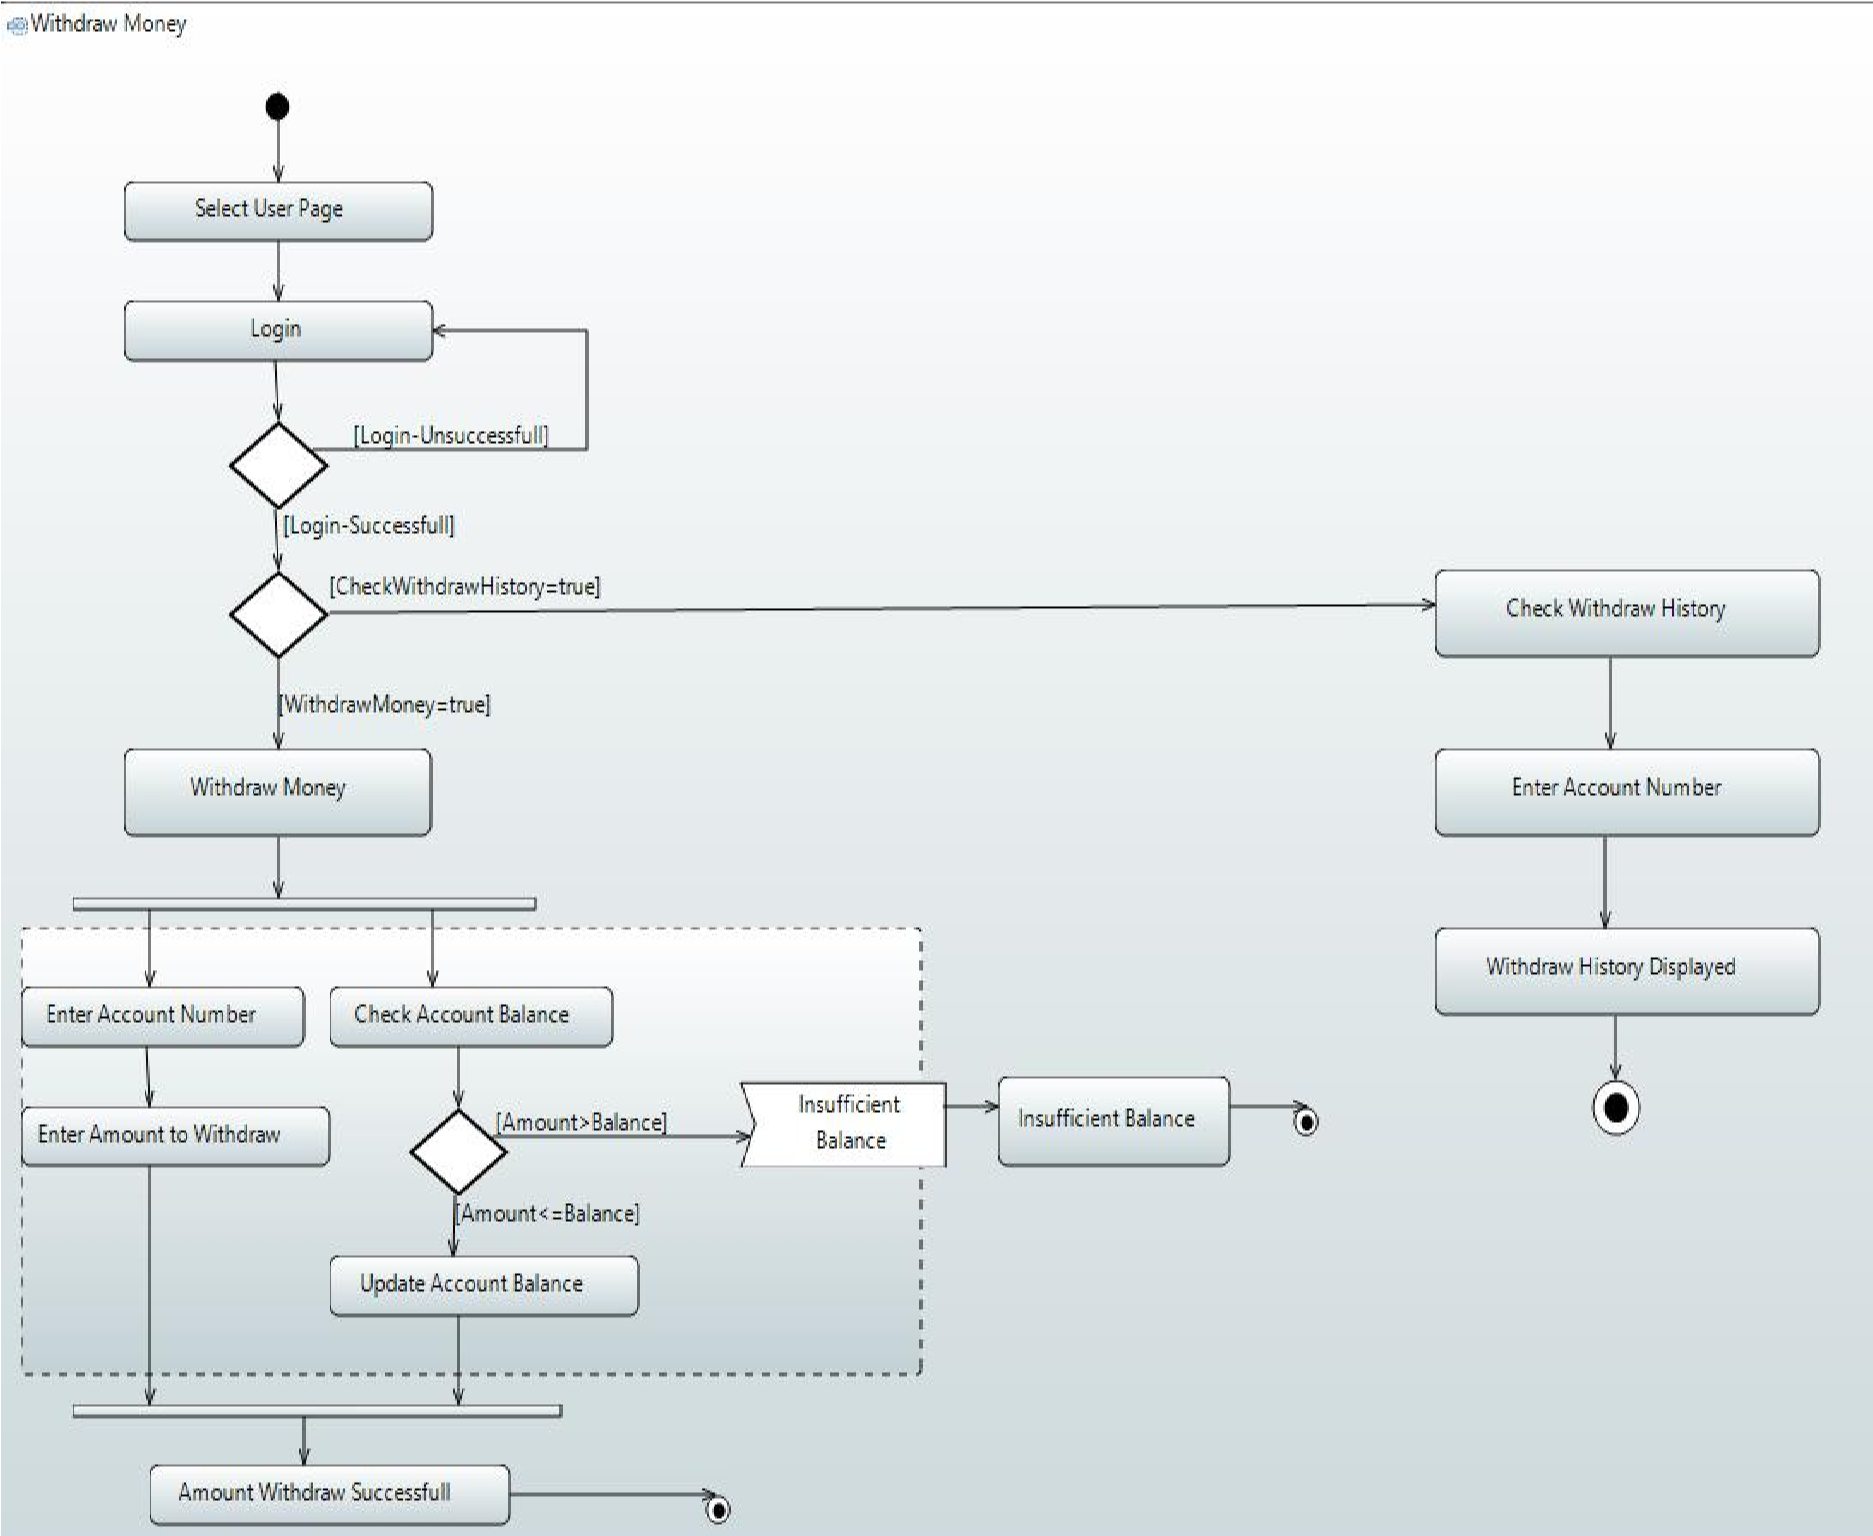 Withdraw Money
Select User Page
Login
[Login-Unsuccessfull]
[Login-Successfull]
[CheckWithdrawHistory=true]
Check Withdraw History
[WithdrawMoney=true]
Withdraw Money
Enter Account Number
Withdraw History Displayed
Enter Account Number
Check Account Balance
Enter Amount to Withdraw
[Amount>Balance]
Insufficient
Balance
Insufficient Balance
[Amount<=Balance]
Update Account Balance
Amount Withdraw Successfull